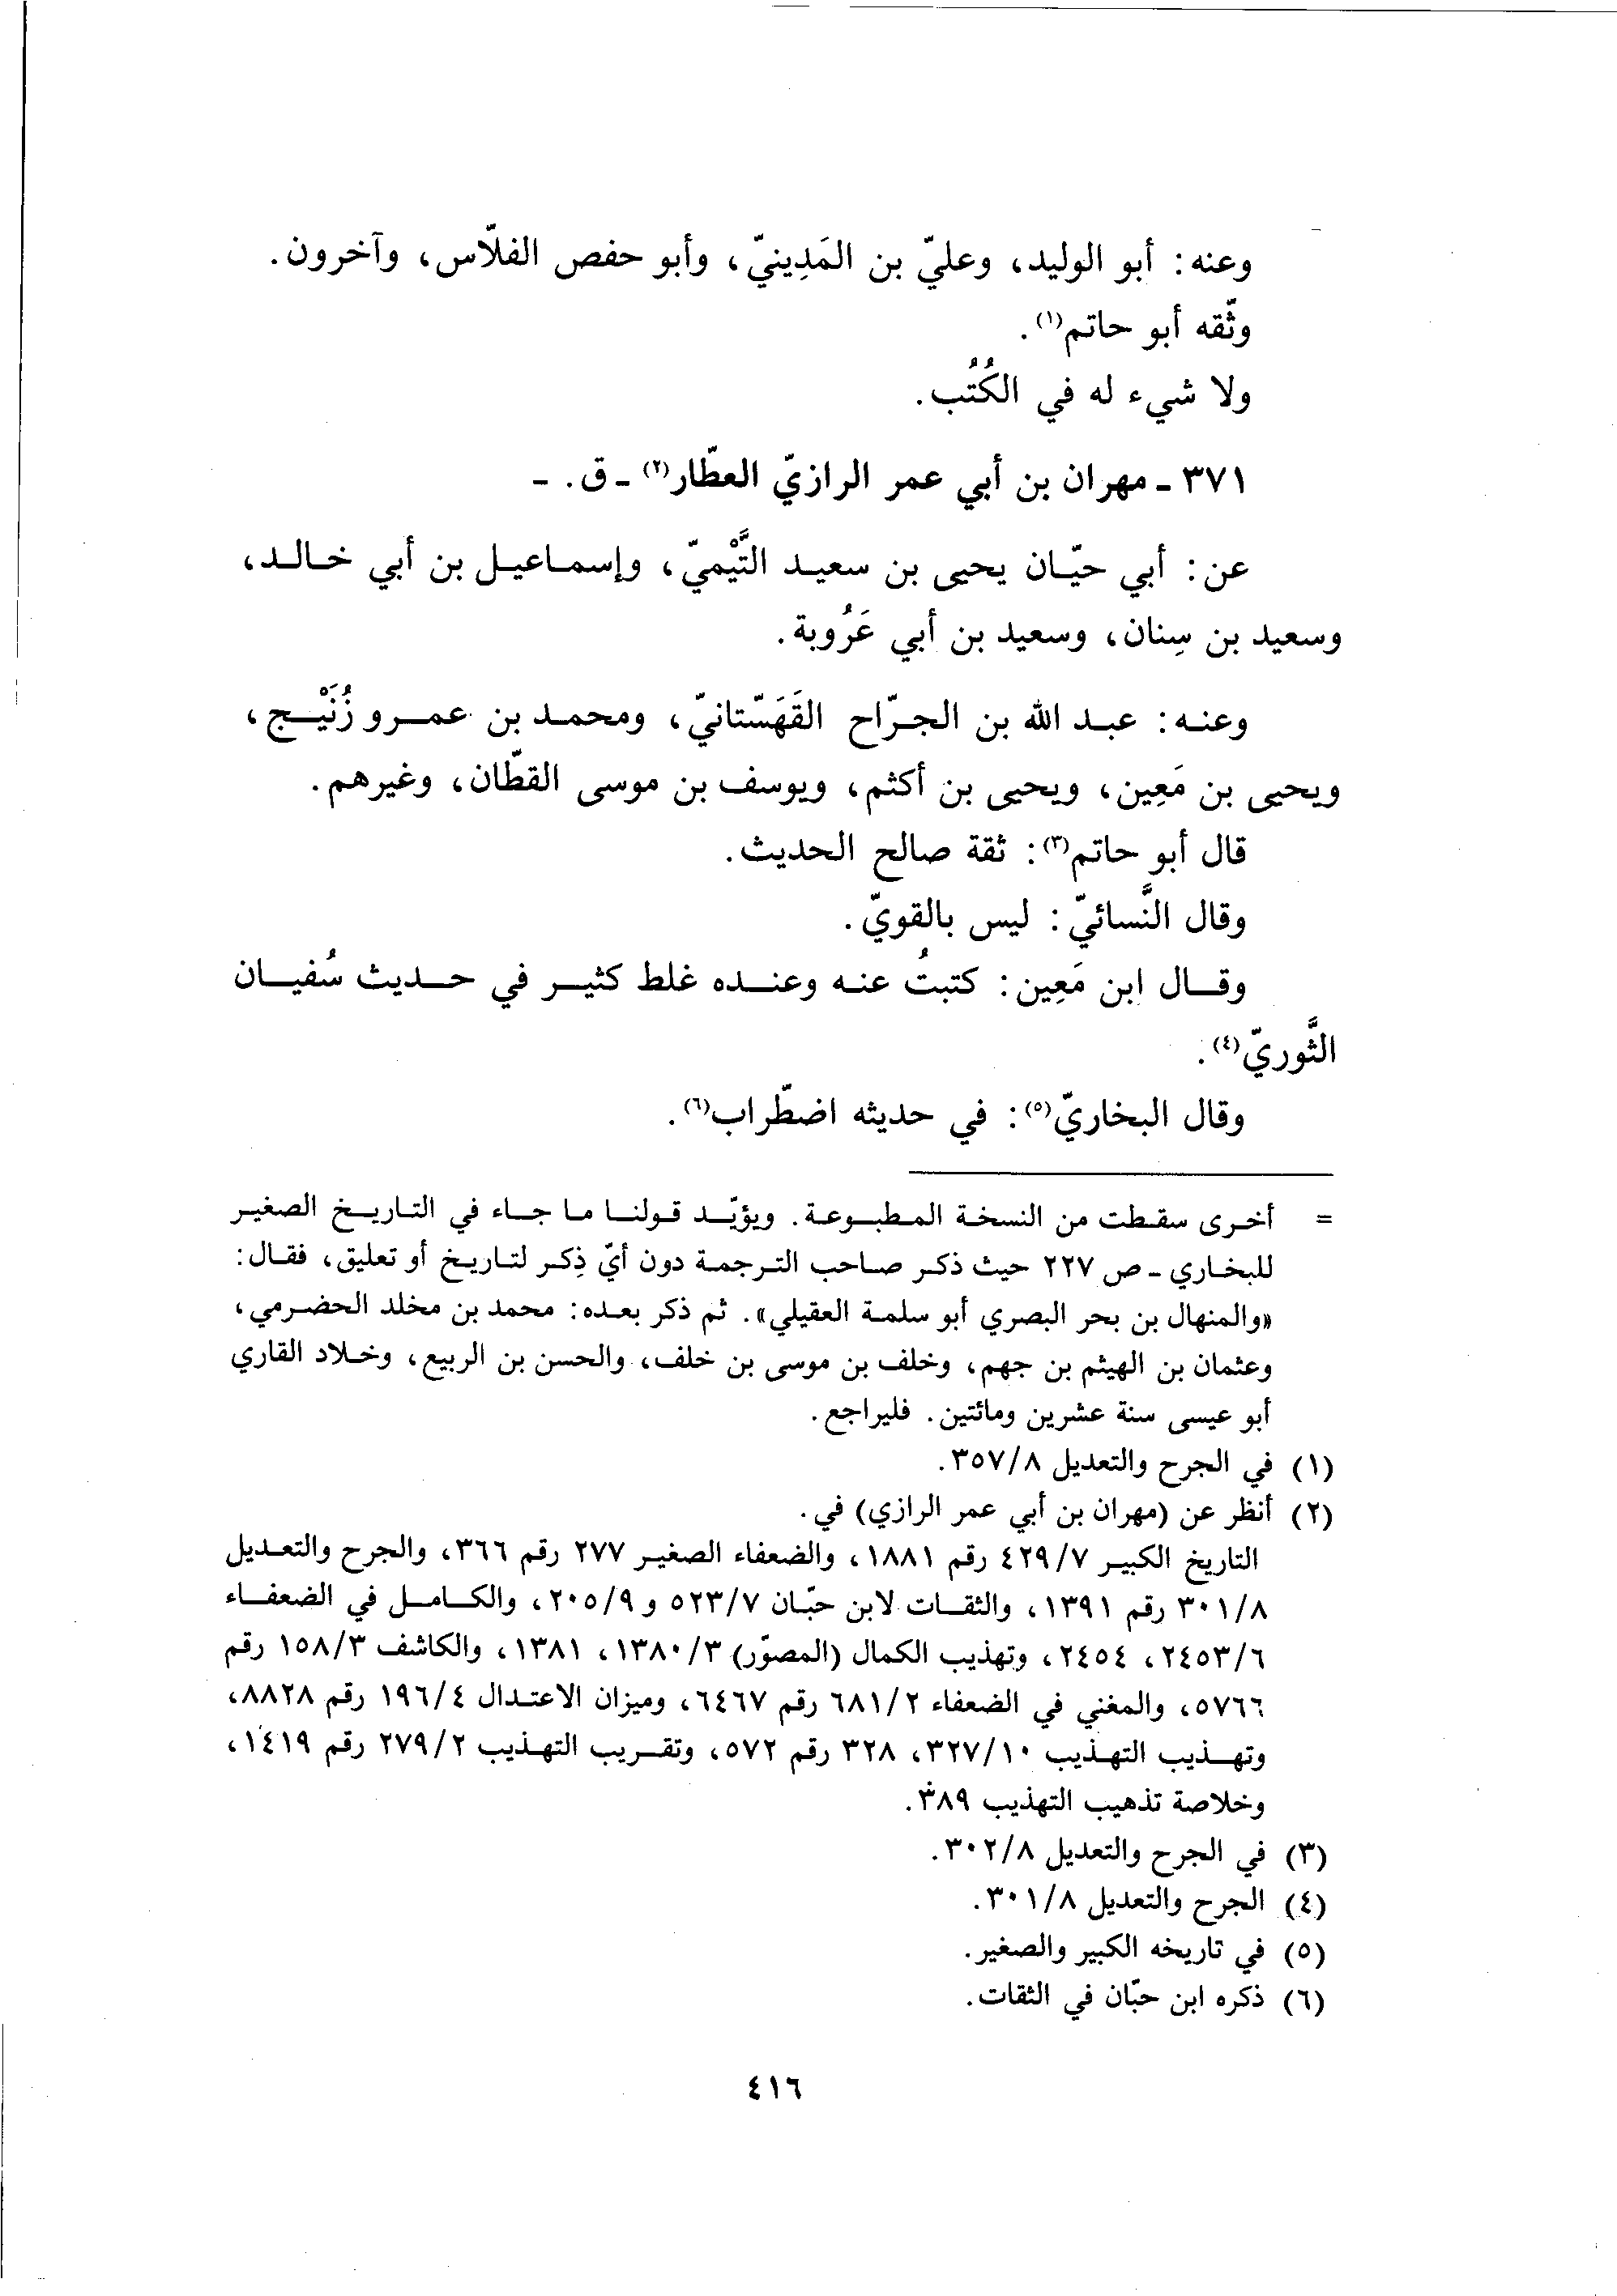 وعنه: أبو الوليد، وعليّ بن المَدِينيّ، وأبو حفص الفلّاس، وآخرون.
وثّقه أبو حاتم(١).
ولا شيء له في الكُتُب.
٣٧١ ـ مهران بن أبي عمر الرازيّ العطّار(٢) ـ ق. ـ
عن: أبي حيّان يحيى بن سعيد التَّيْميّ، وإسماعيل بن أبي خالد،
وسعيد بن سِنان، وسعيد بن أبي عَرُوبة.
وعنه: عبد الله بن الجرّاح القَهَسّتانيّ، ومحمد بن عمرو زُنَيْج،
ويحيى بن مَعِين، ويحيى بن أكثم، ويوسف بن موسى القطّان، وغيرهم.
قال أبو حاتم(٣): ثقة صالح الحديث.
وقال النَّسائيّ: ليس بالقويّ.
وقال ابن مَعِين: كتبتُ عنه وعنده غلط كثير في حديث سُفيان
الثَّوريّ(٤).
وقال البخاريّ(٥): في حديثه اضطّراب(٦).
= أخرى سقطت من النسخة المطبوعة. ويؤيّد قولنا ما جاء في التاريخ الصغير
للبخاري ـ ص ٢٢٧ حيث ذكر صاحب الترجمة دون أيّ ذِكر لتاريخ أو تعليق، فقال:
«والمنهال بن بحر البصري أبو سلمة العقيلي». ثم ذكر بعده: محمد بن مخلد الحضرمي،
وعثمان بن الهيثم بن جهم، وخلف بن موسى بن خلف، والحسن بن الربيع، وخلاد القاري
أبو عيسى سنة عشرين ومائتين. فليراجع.
(١) في الجرح والتعديل ٣٥٧/٨.
(٢) أنظر عن (مهران بن أبي عمر الرازي) في.
التاريخ الكبير ٤٢٩/٧ رقم ١٨٨١، والضعفاء الصغير ٢٧٧ رقم ٣٦٦، والجرح والتعديل
٣٠١/٨ رقم ١٣٩١، والثقات لابن حبّان ٥٢٣/٧ و ٢٠٥/٩، والكامل في الضعفاء
٢٤٥٣/٦، ٢٤٥٤، وتهذيب الكمال (المصوّر) ١٣٨٠/٣، ١٣٨١، والكاشف ١٥٨/٣ رقم
٥٧٦٦، والمغني في الضعفاء ٦٨١/٢ رقم ٦٤٦٧، وميزان الاعتدال ١٩٦/٤ رقم ٨٨٢٨،
وتهذيب التهذيب ٣٢٧/١٠، ٣٢٨ رقم ٥٧٢، وتقريب التهذيب ٢٧٩/٢ رقم ١٤١٩،
وخلاصة تذهيب التهذيب ٣٨٩.
(٣) في الجرح والتعديل ٣٠٢/٨.
(٤) الجرح والتعديل ٣٠١/٨.
(٥) في تاريخه الكبير والصغير.
(٦) ذكره ابن حبّان في الثقات.
٤١٦